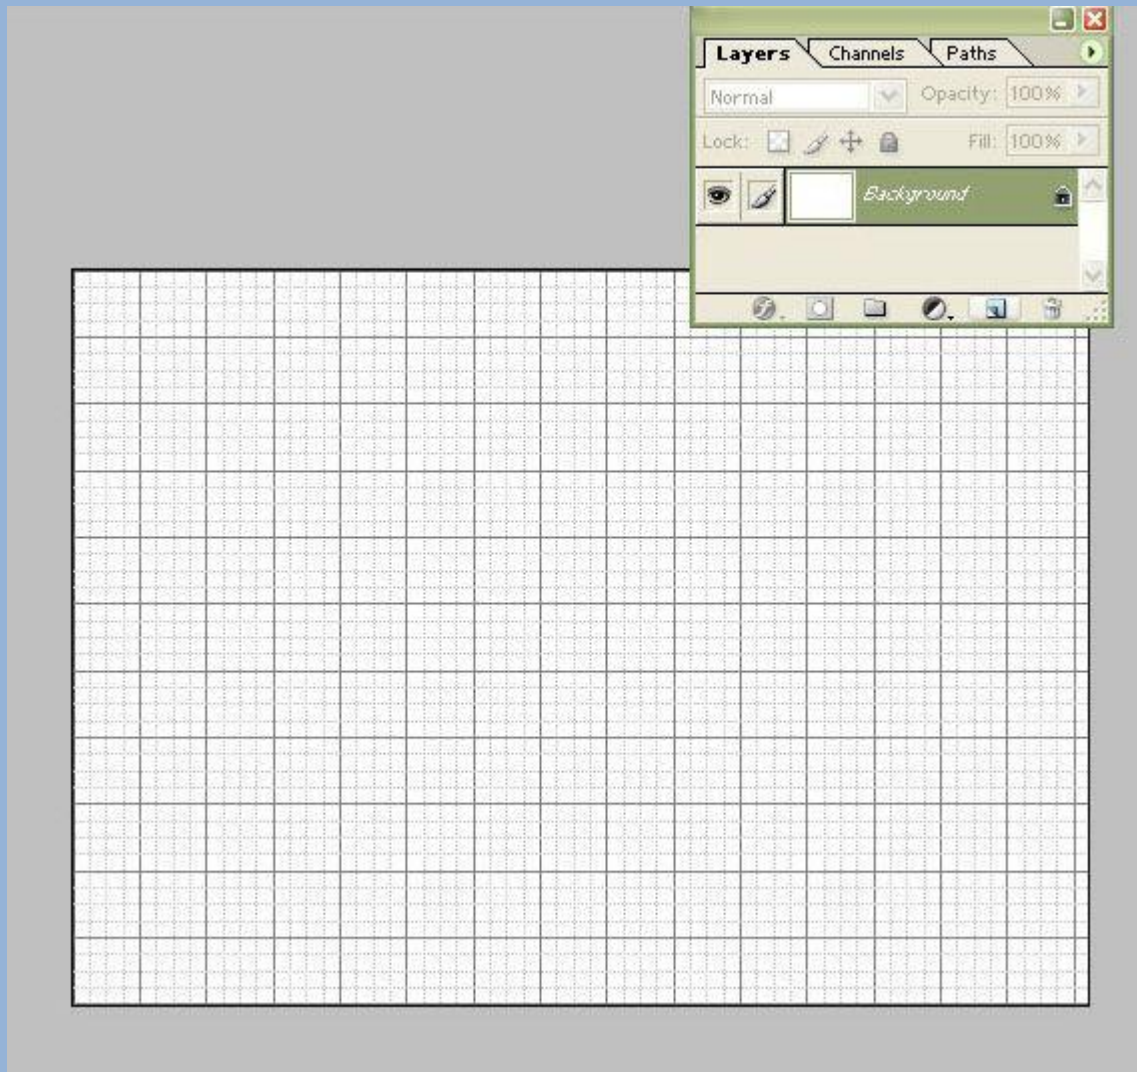 Layers Channels Paths
Normal Opacity: 100%
Lock: Fill: 100%
Background